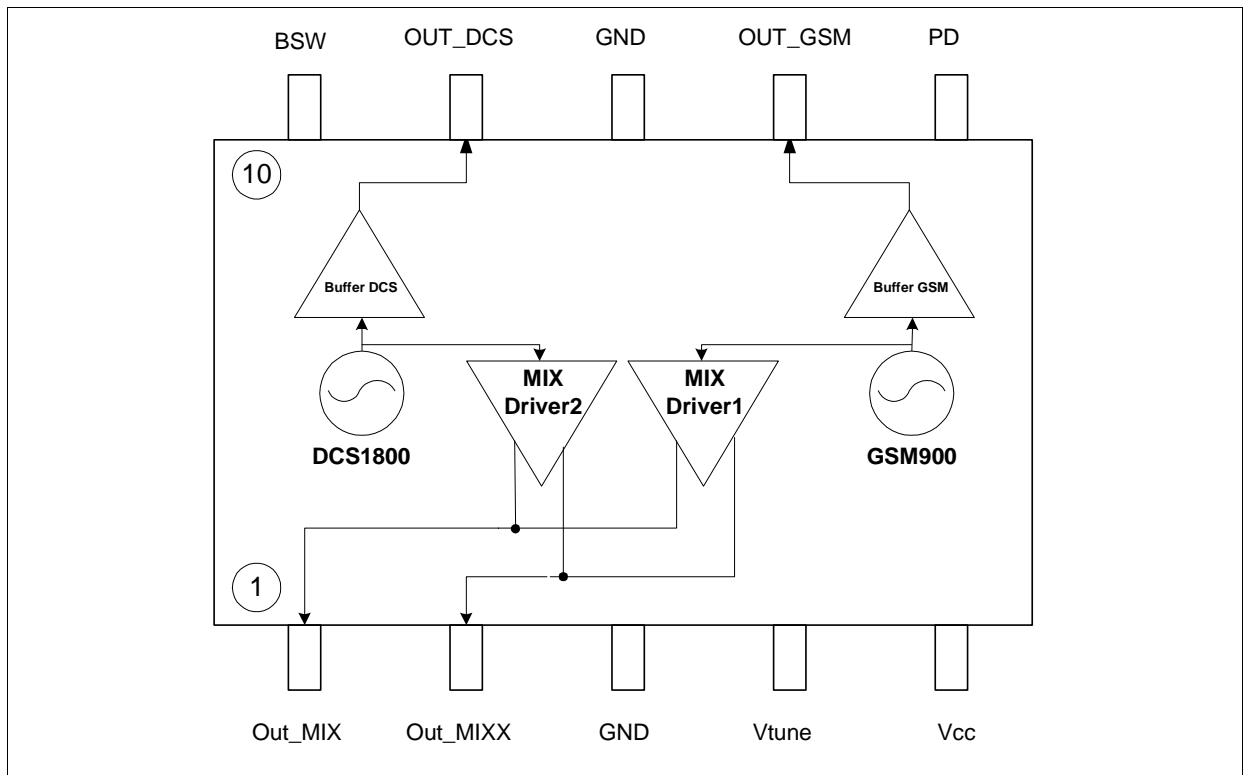 BSW OUT_DCS GND OUT_GSM PD
10
Buffer DCS Buffer GSM
MIX MIX
Driver2 Driver1
DCS1800 GSM900
1
Out_MIX Out_MIXX GND Vtune Vcc